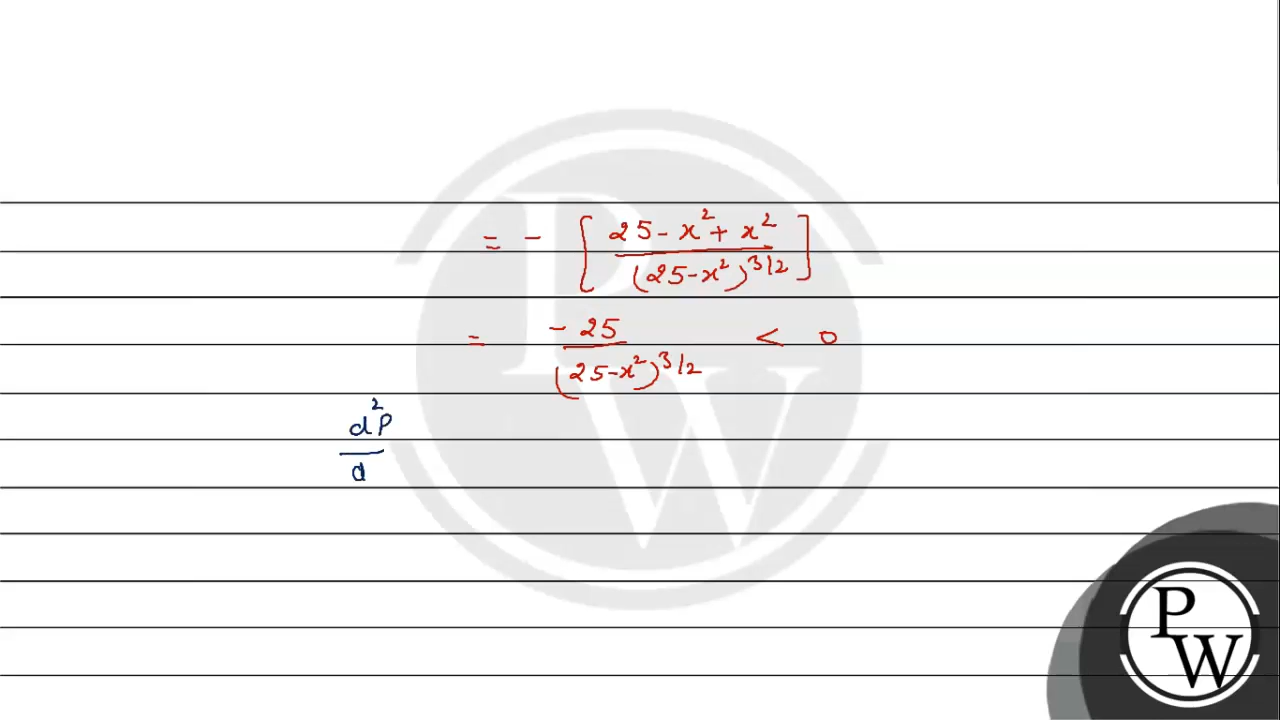 = - [ 25 - x² + x² / (25-x²)^3/2 ]
= -25 / (25-x²)^3/2 < 0
d²P
d
P
W
P
W